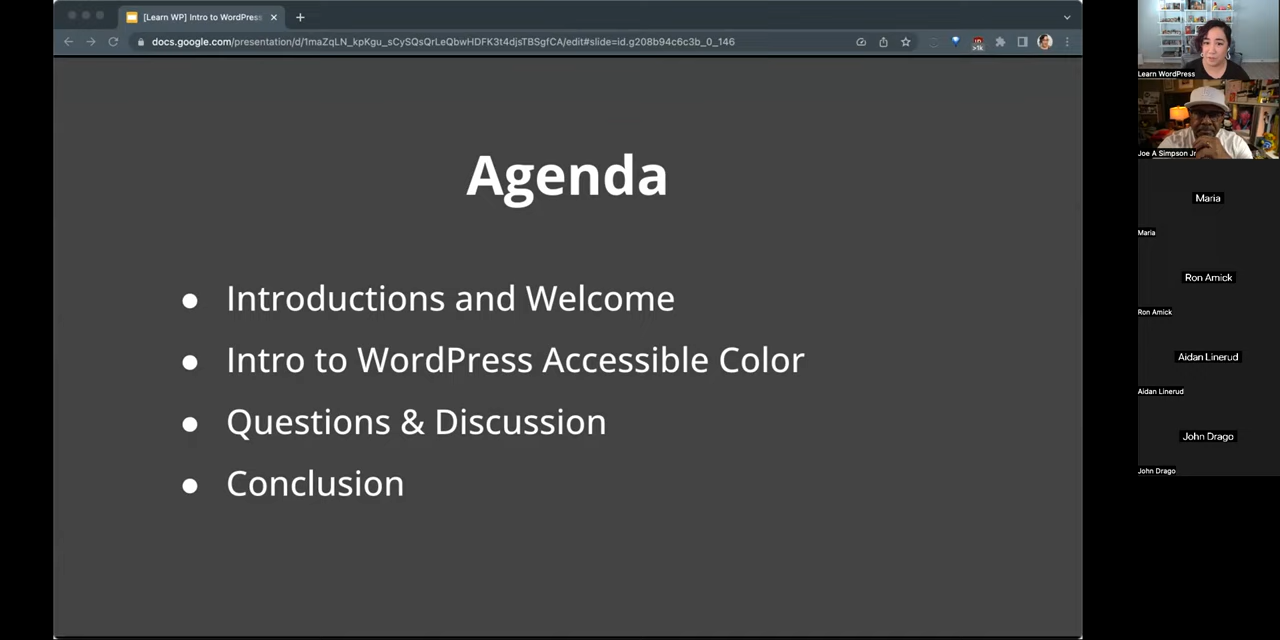 [Learn WP] Intro to WordPress
docs.google.com/presentation/d/1maZqLN_kpKgu_sCySQsQrLeQbwHDFK3t4djsTBSgfCA/edit#slide=id.g208b94c6c3b_0_146
>1k
Agenda
● Introductions and Welcome
● Intro to WordPress Accessible Color
● Questions & Discussion
● Conclusion
Learn WordPress
Joe A Simpson Jr
Maria
Maria
Ron Amick
Ron Amick
Aidan Linerud
Aidan Linerud
John Drago
John Drago